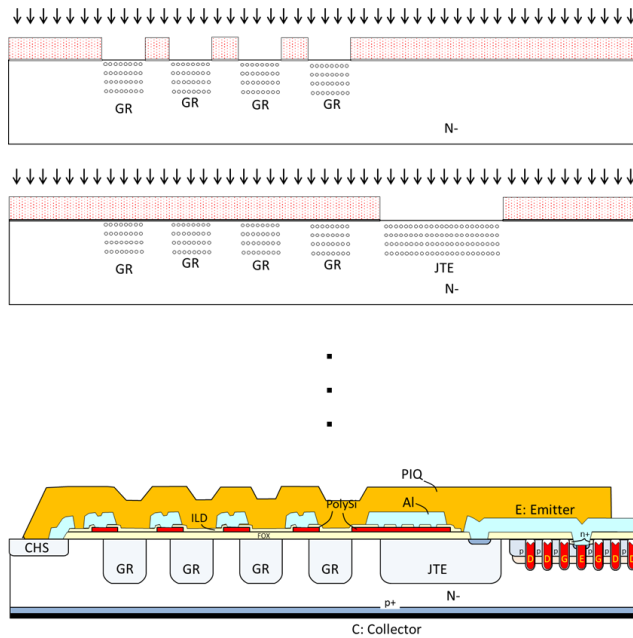 GR GR GR GR
N-
GR GR GR GR JTE
N-
PIQ
PolySi
Al
E: Emitter
ILD
FOX
n+
CHS
p p p p p p
D D G E G D D
GR GR GR GR JTE
N-
p+
C: Collector